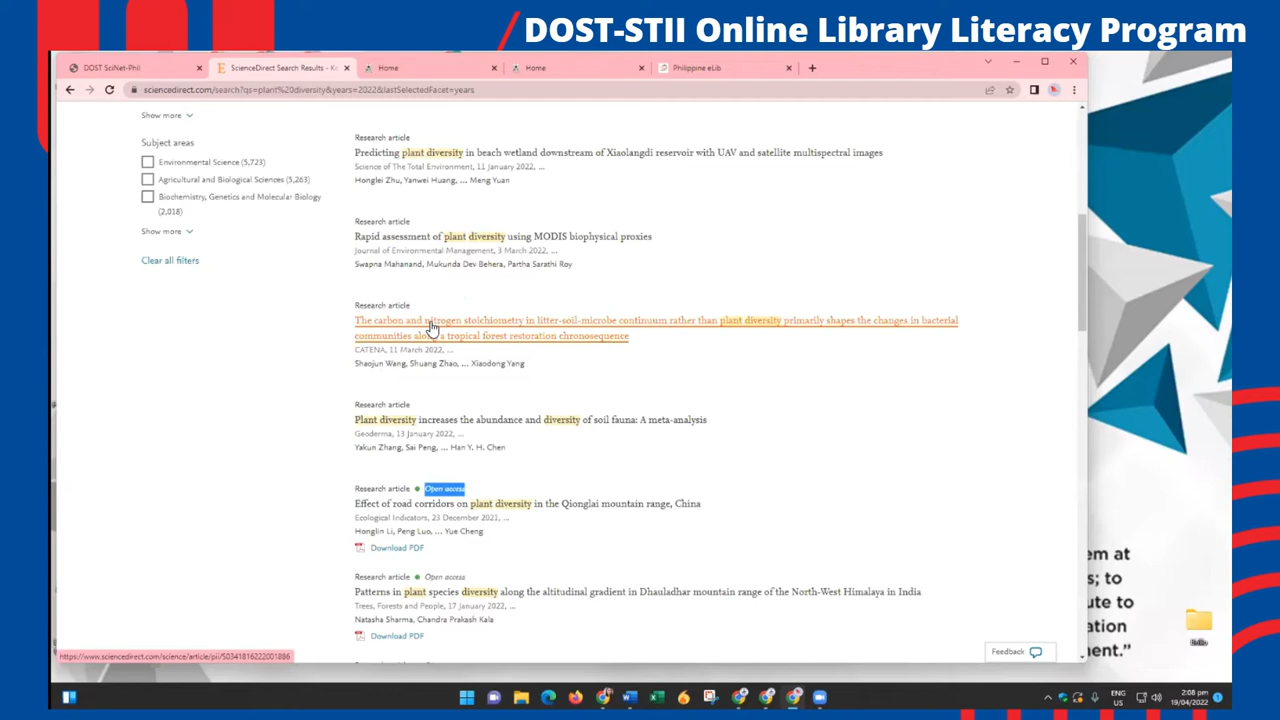 DOST-STII Online Library Literacy Program
DOST SciNet-Phil
ScienceDirect Search Results - Ke
Home
Home
Philippine eLib
sciencedirect.com/search?qs=plant%20diversity&years=2022&lastSelectedFacet=years
Show more
Subject areas
Environmental Science (5,723)
Agricultural and Biological Sciences (5,263)
Biochemistry, Genetics and Molecular Biology
(2,018)
Show more
Clear all filters
Research article
Predicting plant diversity in beach wetland downstream of Xiaolangdi reservoir with UAV and satellite multispectral images
Science of The Total Environment, 11 January 2022, ...
Honglei Zhu, Yanwei Huang, ... Meng Yuan
Research article
Rapid assessment of plant diversity using MODIS biophysical proxies
Journal of Environmental Management, 3 March 2022, ...
Swapna Mahanand, Mukunda Dev Behera, Partha Sarathi Roy
Research article
The carbon and nitrogen stoichiometry in litter-soil-microbe continuum rather than plant diversity primarily shapes the changes in bacterial
communities along a tropical forest restoration chronosequence
CATENA, 11 March 2022, ...
Shaojun Wang, Shuang Zhao, ... Xiaodong Yang
Research article
Plant diversity increases the abundance and diversity of soil fauna: A meta-analysis
Geoderma, 13 January 2022, ...
Yakun Zhang, Sai Peng, ... Han Y. H. Chen
Research article Open access
Effect of road corridors on plant diversity in the Qionglai mountain range, China
Ecological Indicators, 23 December 2021, ...
Honglin Li, Peng Luo, ... Yue Cheng
Download PDF
Research article Open access
Patterns in plant species diversity along the altitudinal gradient in Dhauladhar mountain range of the North-West Himalaya in India
Trees, Forests and People, 17 January 2022, ...
Natasha Sharma, Chandra Prakash Kala
Download PDF
Feedback
https://www.sciencedirect.com/science/article/pii/S0341816222001886
em at
s; to
ute to
ation
ent."
ENG
US
2:08 pm
19/04/2022